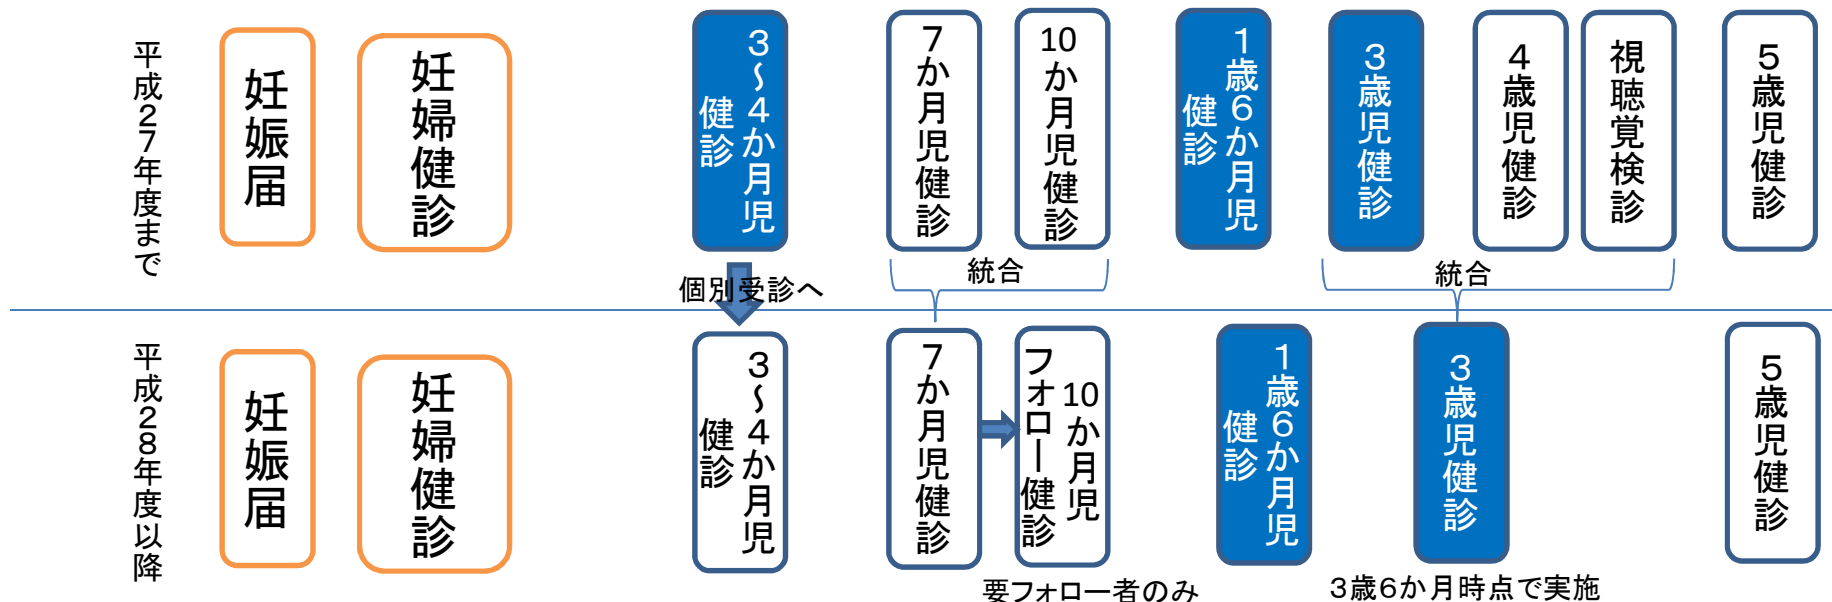 平成27年度まで
妊娠届
妊婦健診
3～4か月児
健診
7か月児健診
10か月児健診
1歳6か月児
健診
3歳児健診
4歳児健診
視聴覚検診
5歳児健診
個別受診へ
統合
統合
平成28年度以降
妊娠届
妊婦健診
3～4か月児
健診
7か月児健診
10か月児
フォロー健診
1歳6か月児
健診
3歳児健診
5歳児健診
要フォロー者のみ
3歳6か月時点で実施